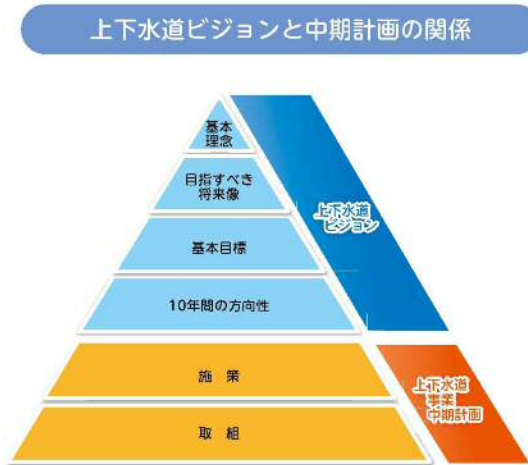 上下水道ビジョンと中期計画の関係
基本
理念
目指すべき
将来像
上下水道
ビジョン
基本目標
10年間の方向性
施 策
上下水道
事業
中期計画
取 組